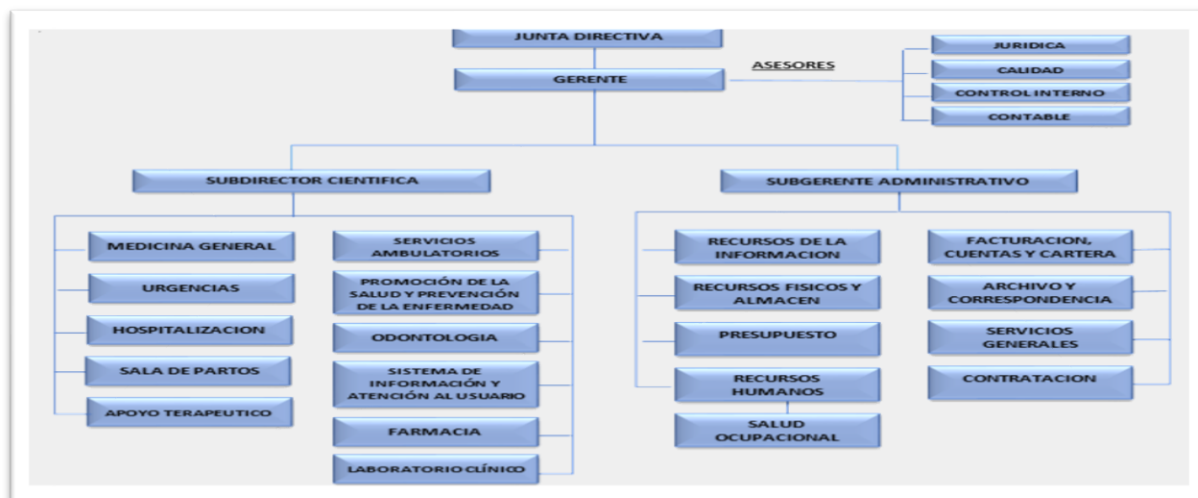 JUNTA DIRECTIVA
GERENTE
ASESORES
JURIDICA
CALIDAD
CONTROL INTERNO
CONTABLE
SUBDIRECTOR CIENTIFICA
SUBGERENTE ADMINISTRATIVO
MEDICINA GENERAL
URGENCIAS
HOSPITALIZACION
SALA DE PARTOS
APOYO TERAPEUTICO
SERVICIOS
AMBULATORIOS
PROMOCIÓN DE LA
SALUD Y PREVENCIÓN
DE LA ENFERMEDAD
ODONTOLOGIA
SISTEMA DE
INFORMACIÓN Y
ATENCIÓN AL USUARIO
FARMACIA
LABORATORIO CLÍNICO
RECURSOS DE LA
INFORMACION
RECURSOS FISICOS Y
ALMACEN
PRESUPUESTO
RECURSOS
HUMANOS
SALUD
OCUPACIONAL
FACTURACION,
CUENTAS Y CARTERA
ARCHIVO Y
CORRESPONDENCIA
SERVICIOS
GENERALES
CONTRATACION